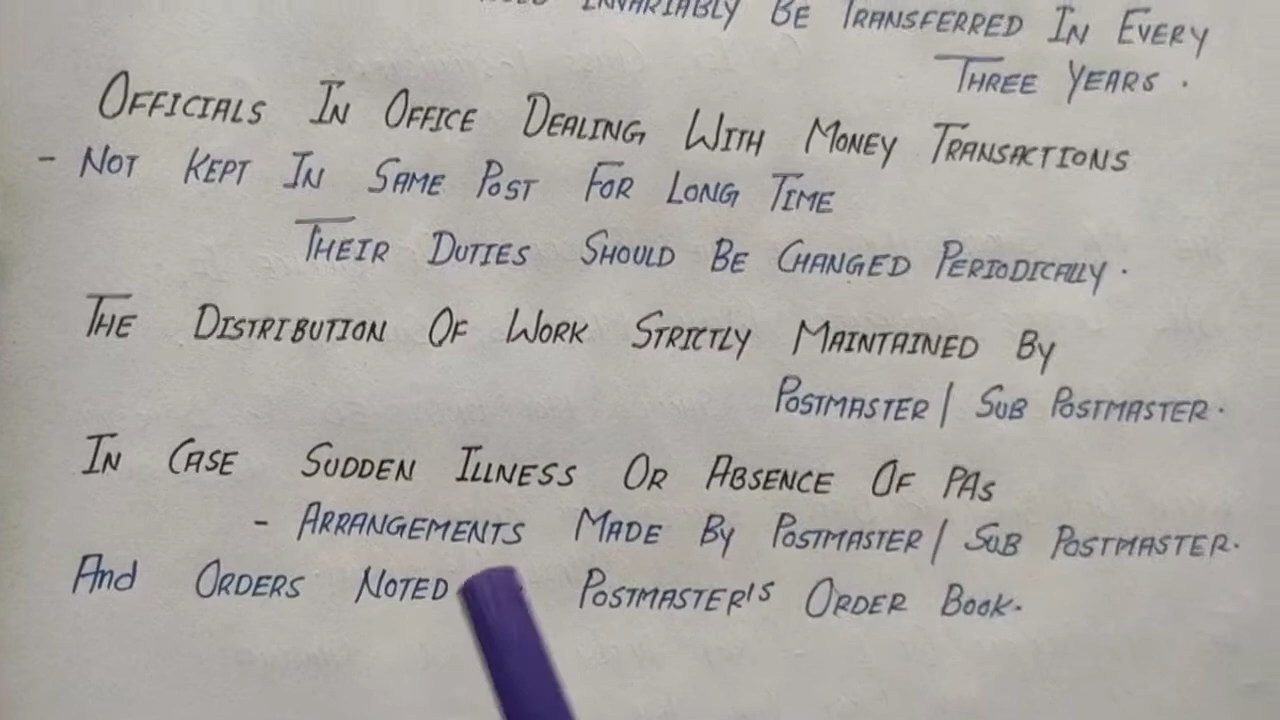 INVARIABLY BE TRANSFERRED IN EVERY
THREE YEARS.
OFFICIALS IN OFFICE DEALING WITH MONEY TRANSACTIONS
- NOT KEPT IN SAME POST FOR LONG TIME
THEIR DUTIES SHOULD BE CHANGED PERIODICALLY.
THE DISTRIBUTION OF WORK STRICTLY MAINTAINED BY
POSTMASTER / SUB POSTMASTER.
IN CASE SUDDEN ILLNESS OR ABSENCE OF PAs
- ARRANGEMENTS MADE BY POSTMASTER / SUB POSTMASTER.
And ORDERS NOTED POSTMASTER'S ORDER BOOK.